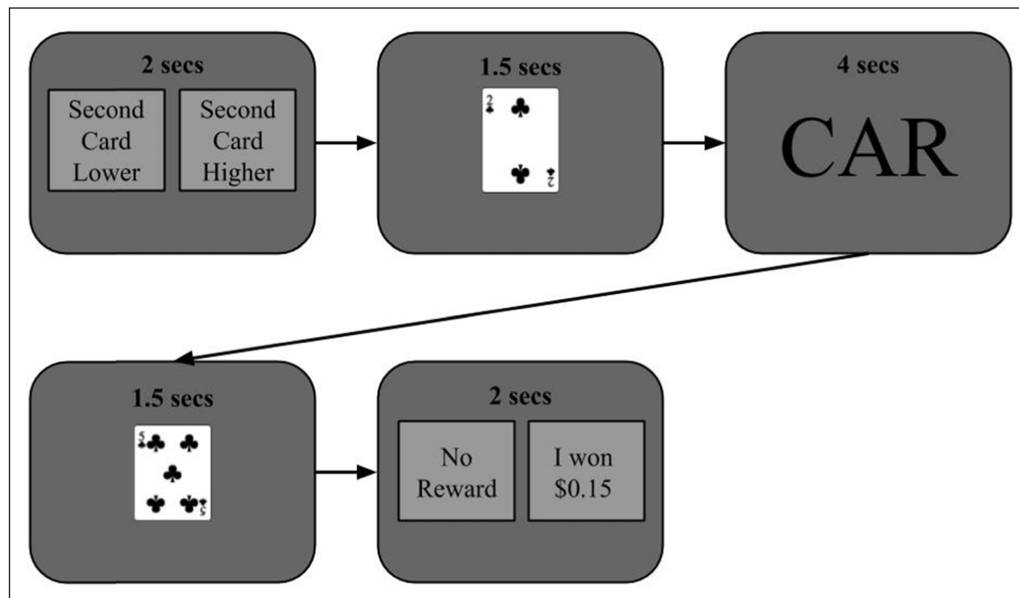 2 secs
Second
Card
Lower
Second
Card
Higher
1.5 secs
2
2
4 secs
CAR
1.5 secs
5
5
2 secs
No
Reward
I won
$0.15